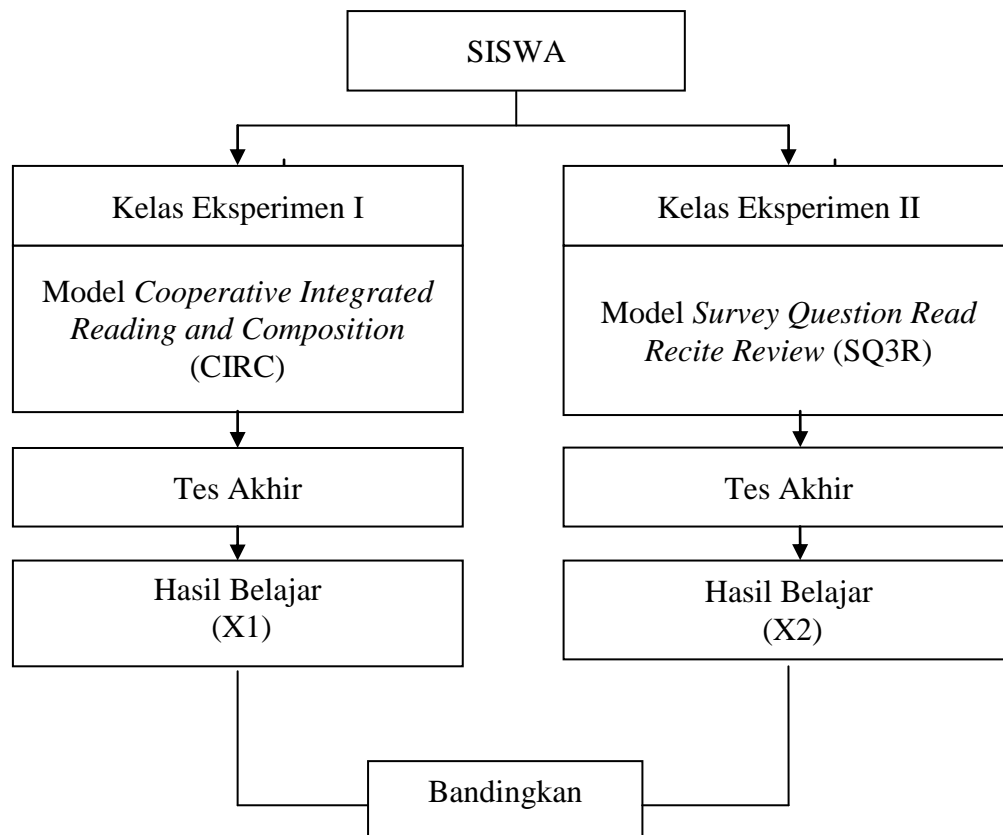 SISWA
Kelas Eksperimen I
Model Cooperative Integrated
Reading and Composition
(CIRC)
Tes Akhir
Hasil Belajar
(X1)
Kelas Eksperimen II
Model Survey Question Read
Recite Review (SQ3R)
Tes Akhir
Hasil Belajar
(X2)
Bandingkan